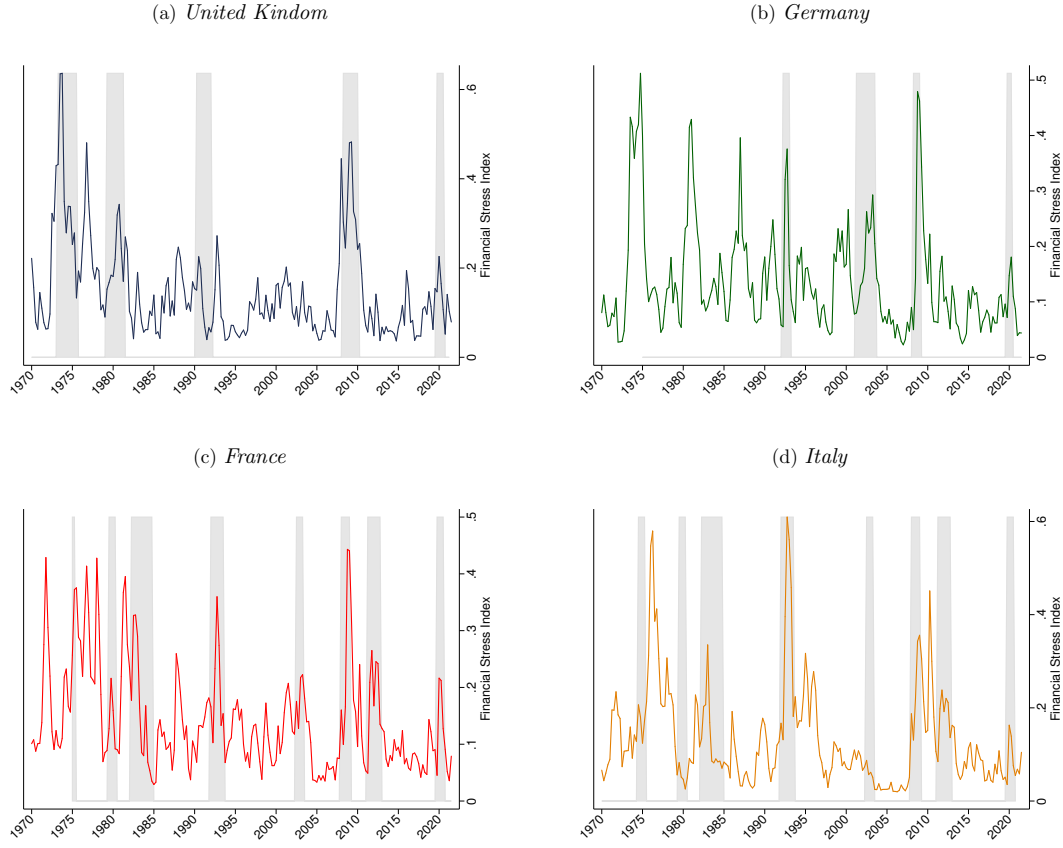 (a) United Kindom
(b) Germany
.6
.4
.2
0
Financial Stress Index
1970 1975 1980 1985 1990 1995 2000 2005 2010 2015 2020
.5
.4
.3
.2
.1
0
Financial Stress Index
1970 1975 1980 1985 1990 1995 2000 2005 2010 2015 2020
(c) France
(d) Italy
.5
.4
.3
.2
.1
0
Financial Stress Index
1970 1975 1980 1985 1990 1995 2000 2005 2010 2015 2020
.6
.4
.2
0
Financial Stress Index
1970 1975 1980 1985 1990 1995 2000 2005 2010 2015 2020